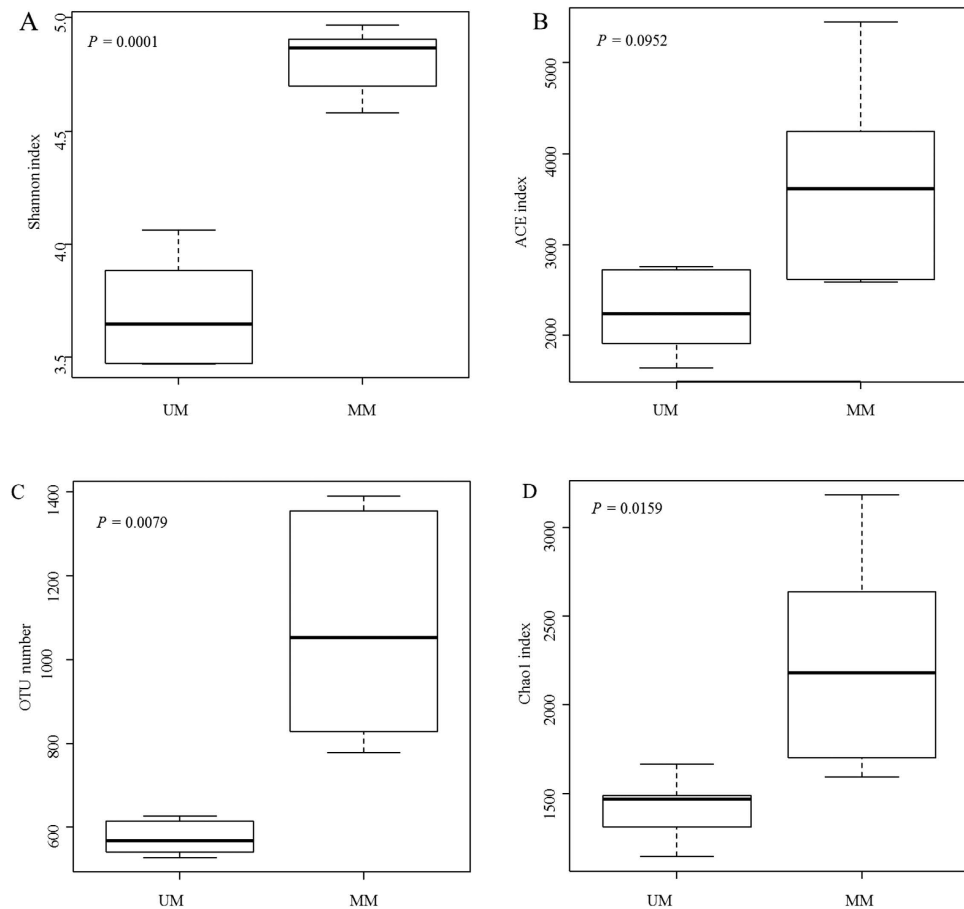 A
P = 0.0001
Shannon index
5.0
4.5
4.0
3.5
UM MM
B
P = 0.0952
ACE index
5000
4000
3000
2000
UM MM
C
P = 0.0079
OTU number
1400
1200
1000
800
600
UM MM
D
P = 0.0159
Chao1 index
3000
2500
2000
1500
UM MM